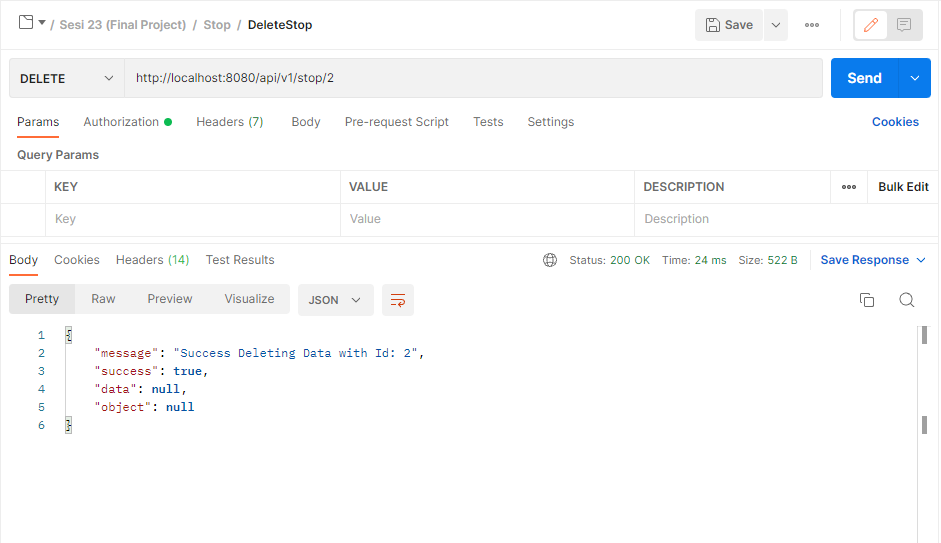 / Sesi 23 (Final Project) / Stop / DeleteStop Save
DELETE http://localhost:8080/api/v1/stop/2 Send
Params Authorization Headers (7) Body Pre-request Script Tests Settings Cookies
Query Params
KEY VALUE DESCRIPTION Bulk Edit
Key Value Description
Body Cookies Headers (14) Test Results Status: 200 OK Time: 24 ms Size: 522 B Save Response
Pretty Raw Preview Visualize JSON
1 {
2 "message": "Success Deleting Data with Id: 2",
3 "success": true,
4 "data": null,
5 "object": null
6 }